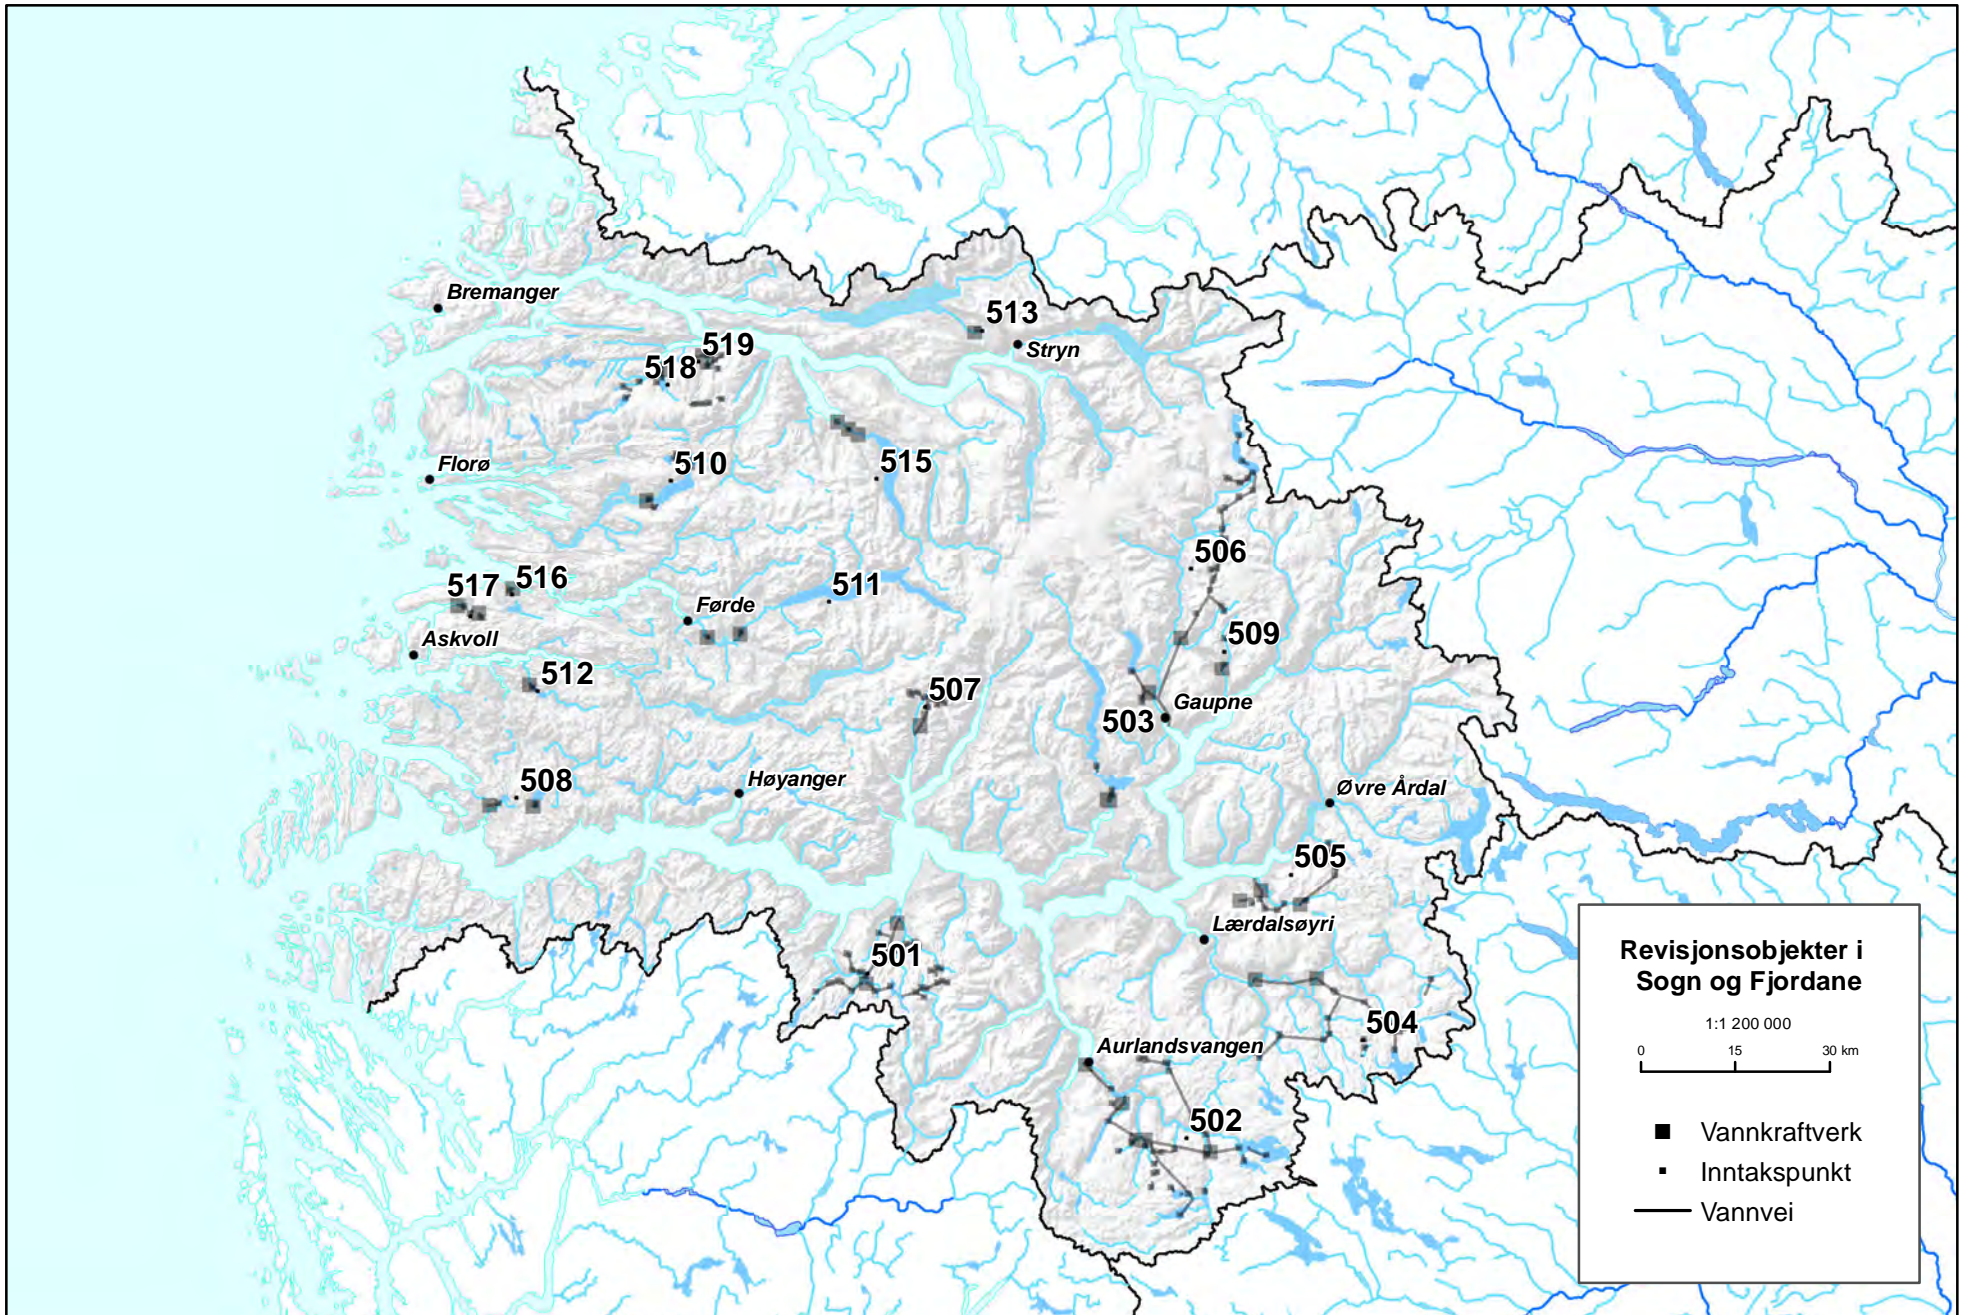 Bremanger
513
Stryn
519
518
Florø
510
515
506
517
516
511
Førde
509
Askvoll
512
507
Gaupne
503
508
Høyanger
Øvre Årdal
505
Lærdalsøyri
501
504
Aurlandsvangen
502
Revisjonsobjekter i
Sogn og Fjordane
1:1 200 000
0 15 30 km
Vannkraftverk
Inntakspunkt
Vannvei